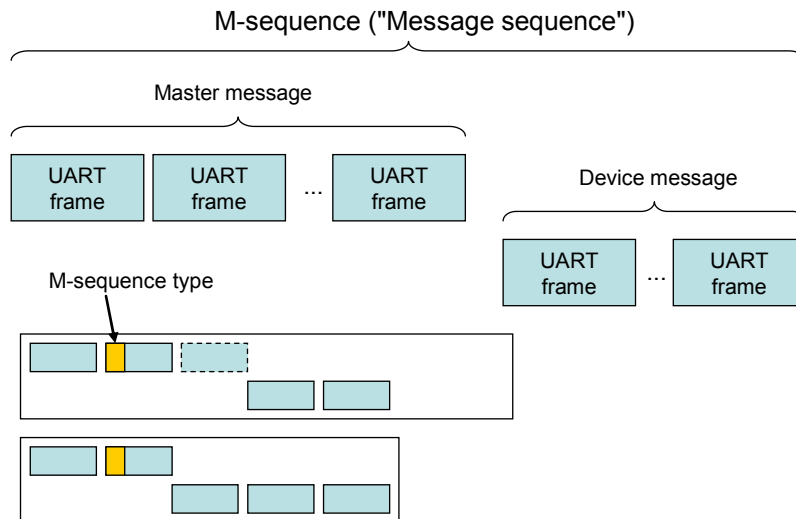 M-sequence ("Message sequence")
Master message
UART frame
UART frame
...
UART frame
Device message
UART frame
...
UART frame
M-sequence type